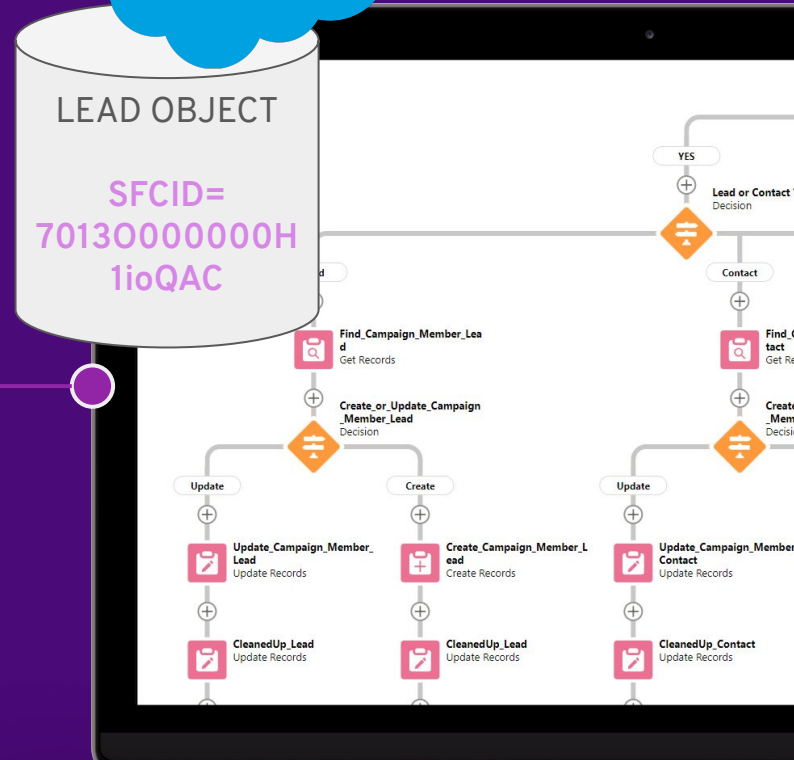 LEAD OBJECT
SFCID=
70130000000H
1ioQAC
YES
Lead or Contact
Decision
d
Contact
Find_Campaign_Member_Lea
d
Get Records
tact
Create_or_Update_Campaign
_Member_Lead
Decision
Update
Create
Update
Update_Campaign_Member_
Lead
Update Records
Create_Campaign_Member_L
ead
Create Records
Update_Campaign_Member
Contact
Update Records
CleanedUp_Lead
Update Records
CleanedUp_Lead
Update Records
CleanedUp_Contact
Update Records